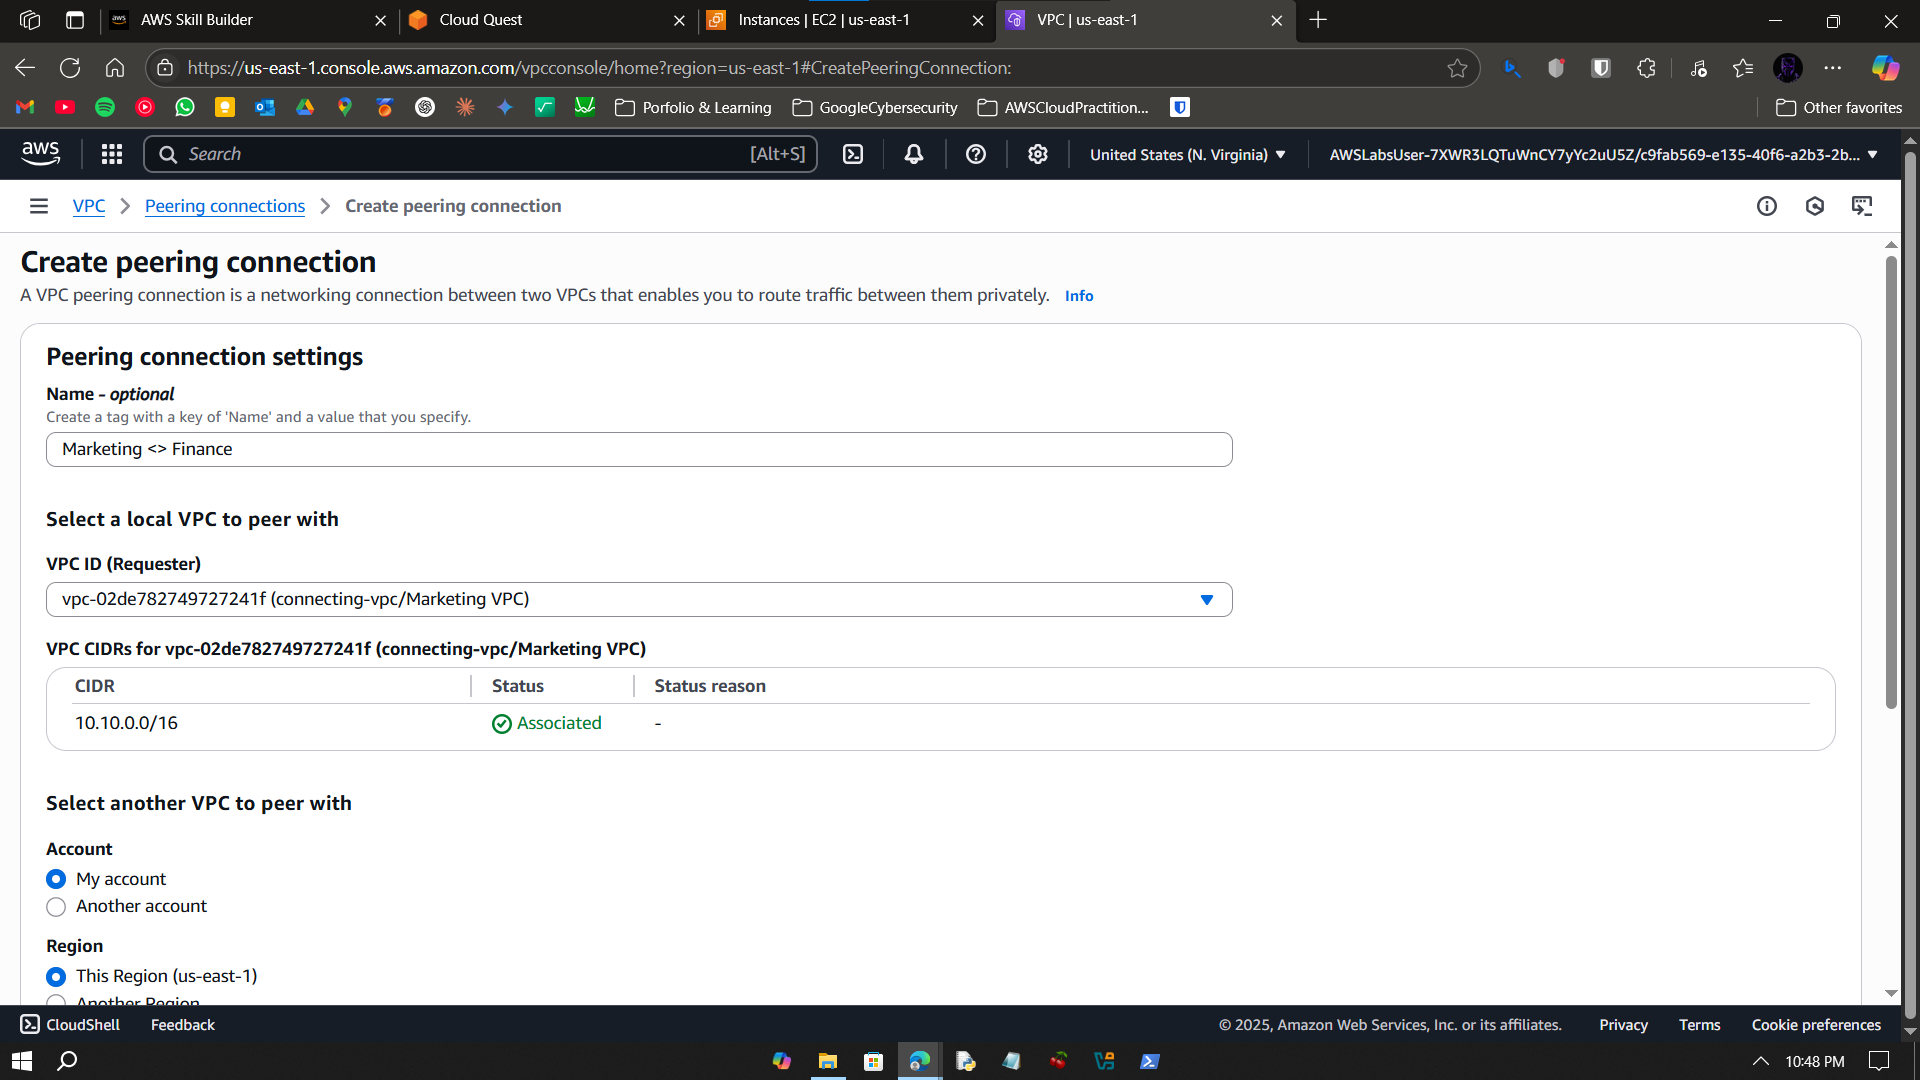 AWS Skill Builder
Cloud Quest
Instances | EC2 | us-east-1
VPC | us-east-1
https://us-east-1.console.aws.amazon.com/vpcconsole/home?region=us-east-1#CreatePeeringConnection:
Porfolio & Learning
GoogleCybersecurity
AWSCloudPractition...
Other favorites
aws
Search
[Alt+S]
United States (N. Virginia)
AWSLabsUser-7XWR3LQTuWnCY7yYc2uU5Z/c9fab569-e135-40f6-a2b3-2b...
VPC
Peering connections
Create peering connection
Create peering connection
A VPC peering connection is a networking connection between two VPCs that enables you to route traffic between them privately. Info
Peering connection settings
Name - optional
Create a tag with a key of 'Name' and a value that you specify.
Marketing <> Finance
Select a local VPC to peer with
VPC ID (Requester)
vpc-02de782749727241f (connecting-vpc/Marketing VPC)
VPC CIDRs for vpc-02de782749727241f (connecting-vpc/Marketing VPC)
CIDR Status Status reason
10.10.0.0/16 Associated -
Select another VPC to peer with
Account
My account
Another account
Region
This Region (us-east-1)
Another Region
CloudShell Feedback © 2025, Amazon Web Services, Inc. or its affiliates. Privacy Terms Cookie preferences
10:48 PM